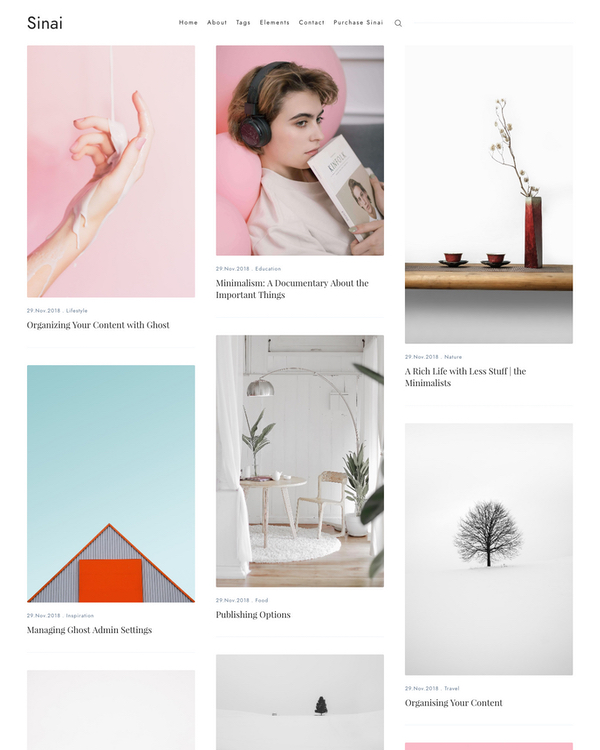 Sinai
Home About Tags Elements Contact Purchase Sinai
29.Nov.2018 . Lifestyle
Organizing Your Content with Ghost
29.Nov.2018 . Education
Minimalism: A Documentary About the
Important Things
29.Nov.2018 . Nature
A Rich Life with Less Stuff | the
Minimalists
29.Nov.2018 . Inspiration
Managing Ghost Admin Settings
29.Nov.2018 . Food
Publishing Options
29.Nov.2018 . Travel
Organising Your Content